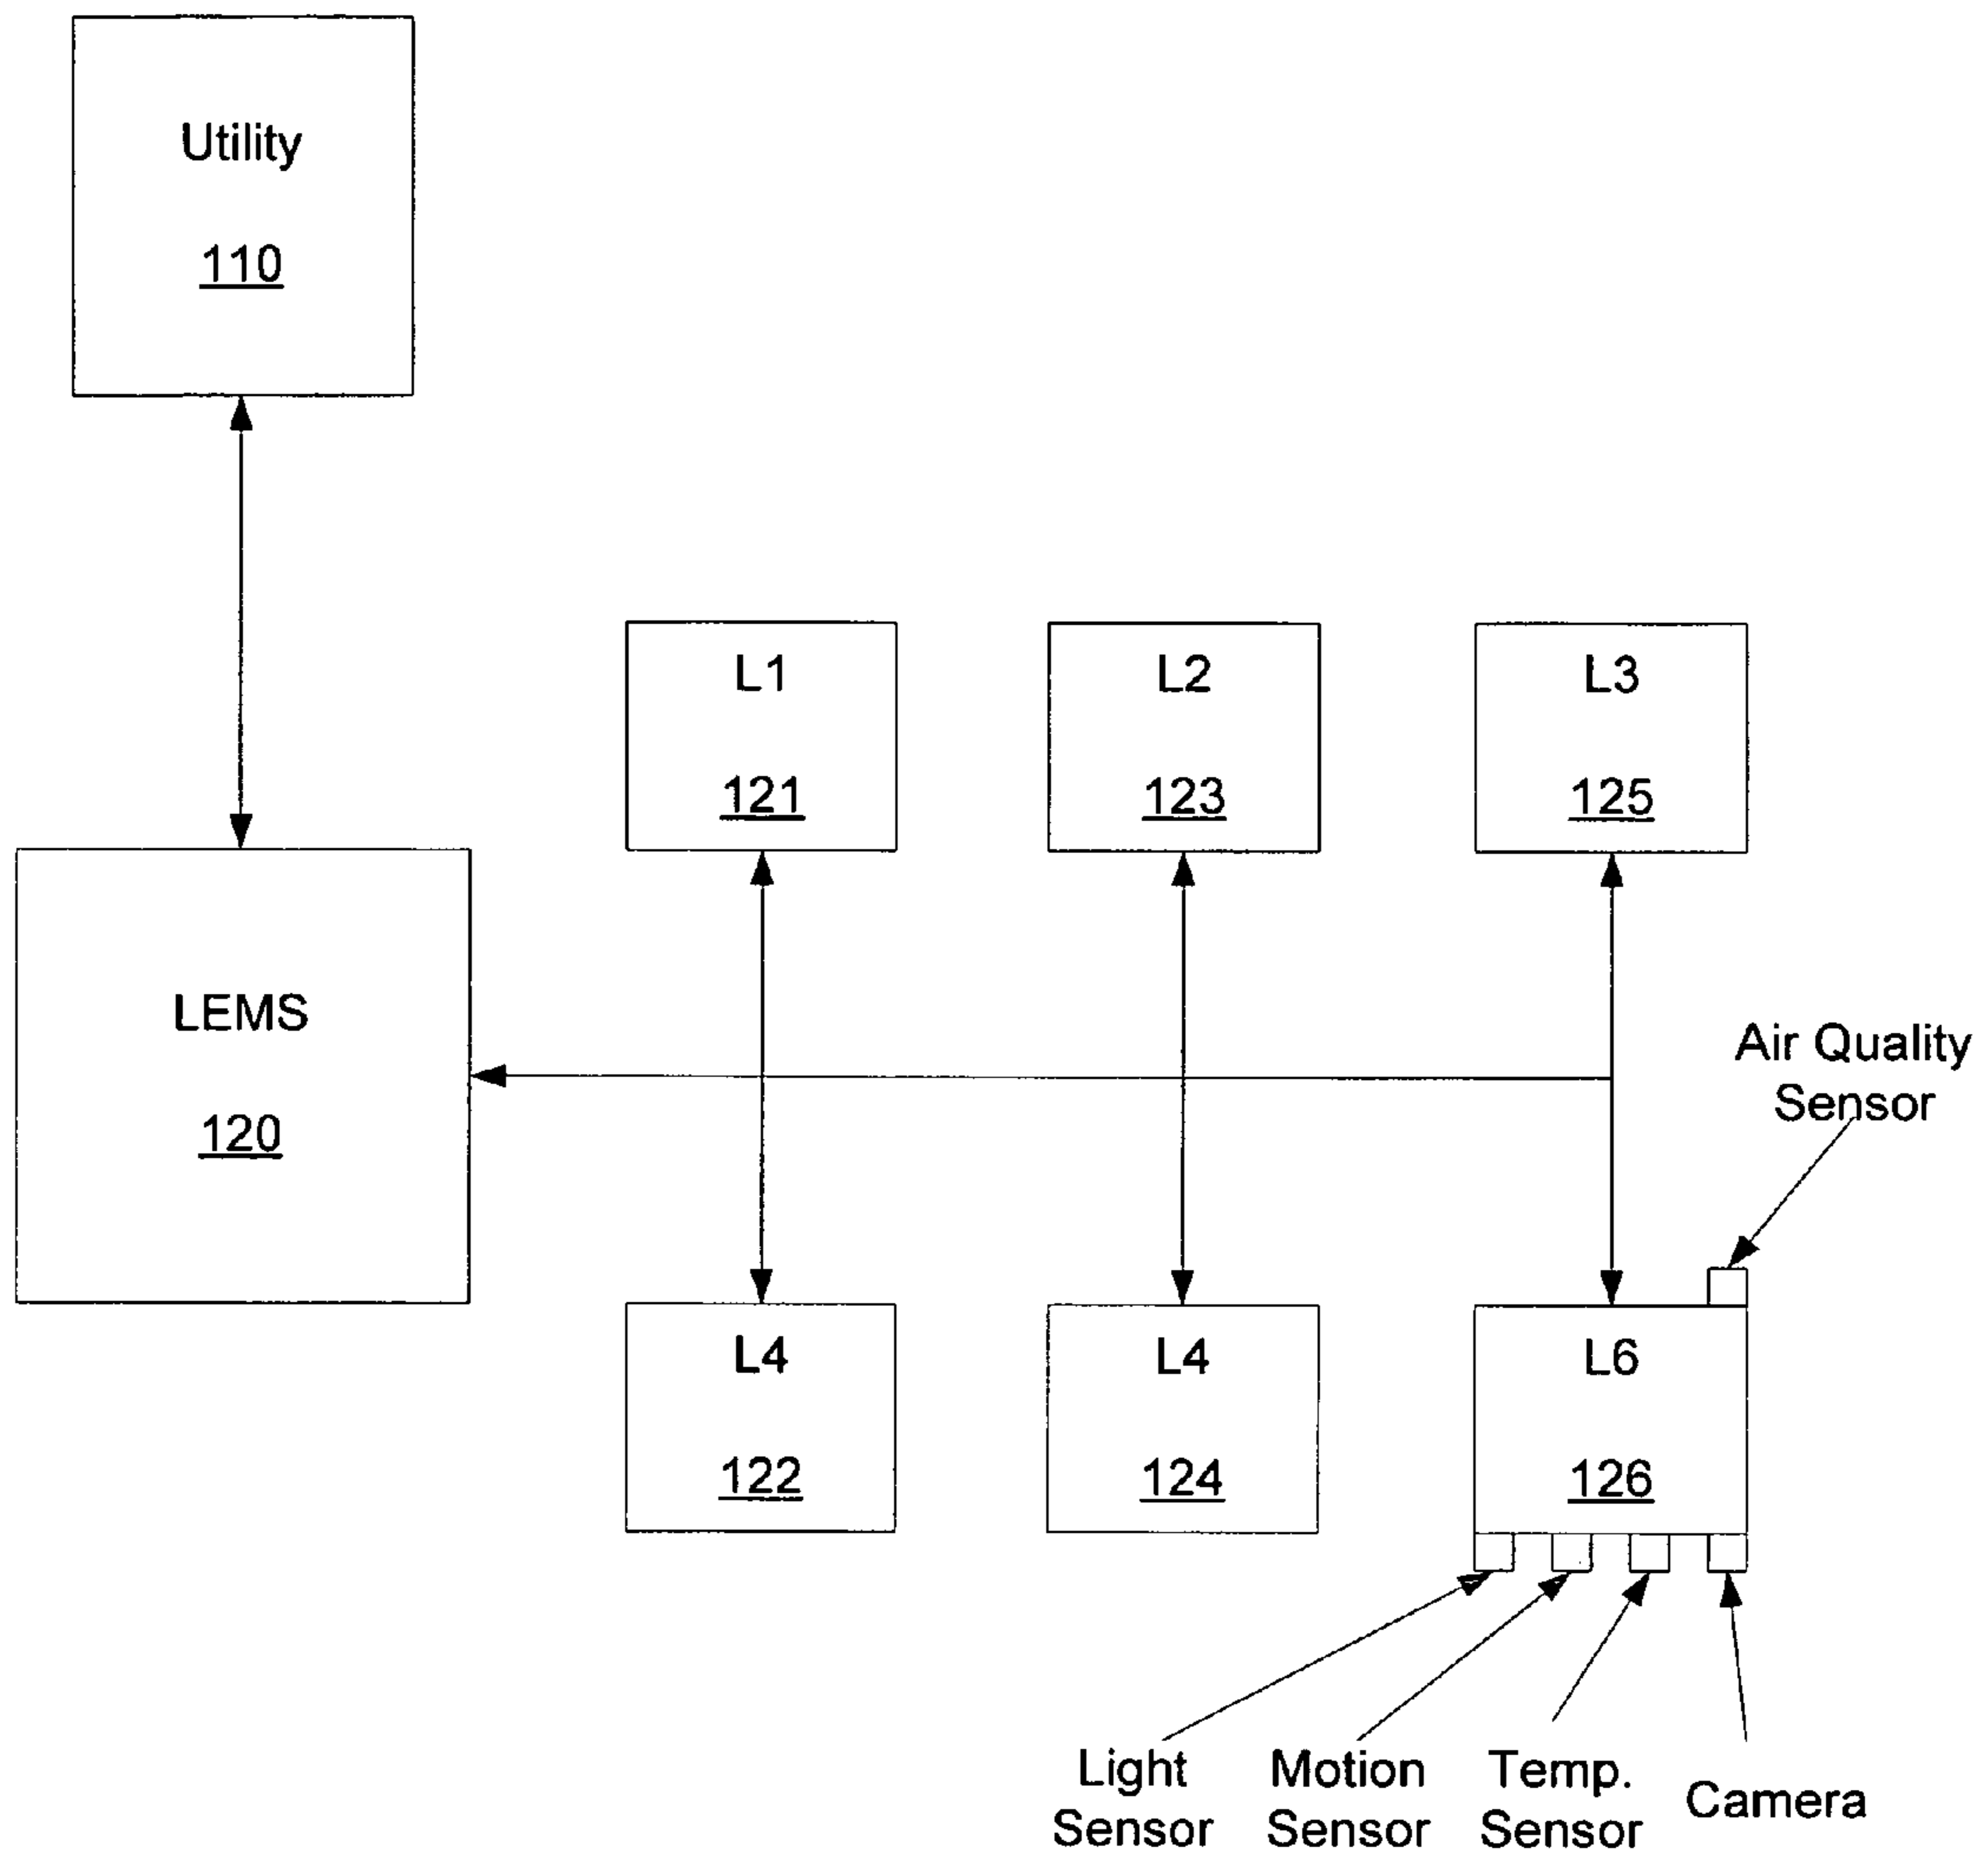 Utility
110
L1
121
L2
123
L3
125
LEMS
120
Air Quality
Sensor
L4
122
L4
124
L6
126
Light
Sensor
Motion
Sensor
Temp.
Sensor
Camera